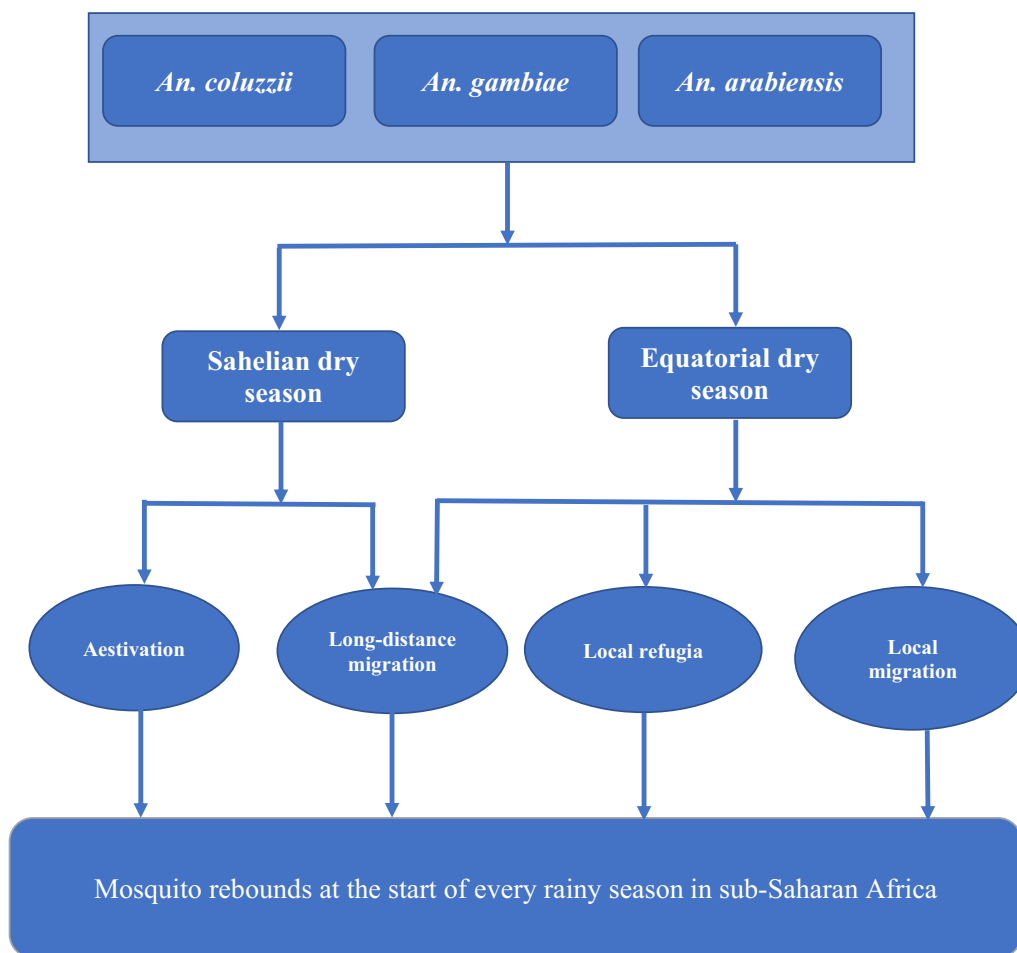 An. coluzzii
An. gambiae
An. arabiensis
Sahelian dry
season
Equatorial dry
season
Aestivation
Long-distance
migration
Local refugia
Local
migration
Mosquito rebounds at the start of every rainy season in sub-Saharan Africa